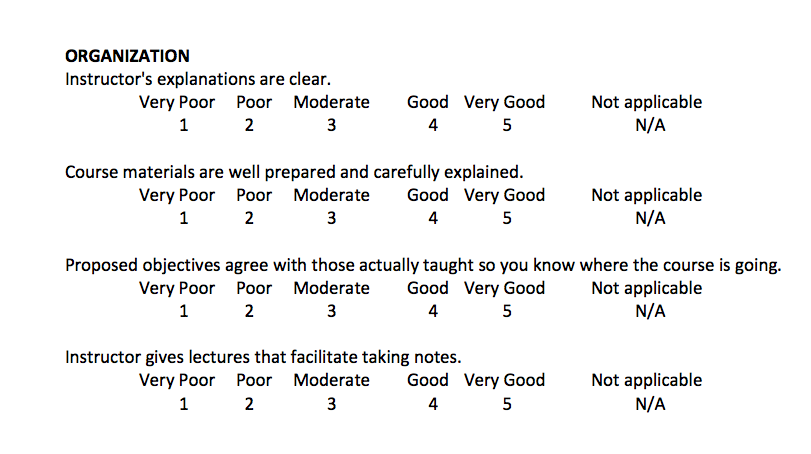 ORGANIZATION
Instructor's explanations are clear.
Very Poor Poor Moderate Good Very Good Not applicable
1 2 3 4 5 N/A
Course materials are well prepared and carefully explained.
Very Poor Poor Moderate Good Very Good Not applicable
1 2 3 4 5 N/A
Proposed objectives agree with those actually taught so you know where the course is going.
Very Poor Poor Moderate Good Very Good Not applicable
1 2 3 4 5 N/A
Instructor gives lectures that facilitate taking notes.
Very Poor Poor Moderate Good Very Good Not applicable
1 2 3 4 5 N/A